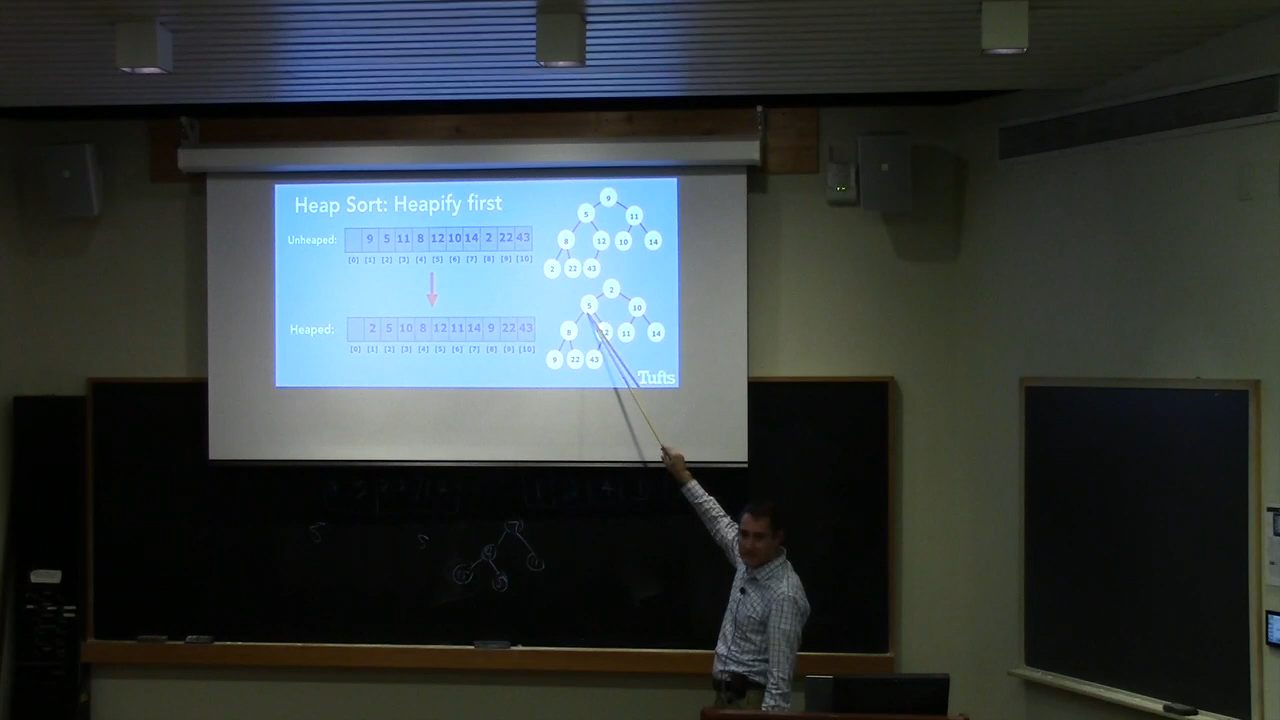 Heap Sort: Heapify first
Unheaped: 9 5 11 8 12 10 14 2 22 43
[0] [1] [2] [3] [4] [5] [6] [7] [8] [9] [10]
Heaped: 2 5 10 8 12 11 14 9 22 43
[0] [1] [2] [3] [4] [5] [6] [7] [8] [9] [10]
9
5 11
8 12 10 14
2 22 43
2
5 10
8 12 11 14
9 22 43
Tufts